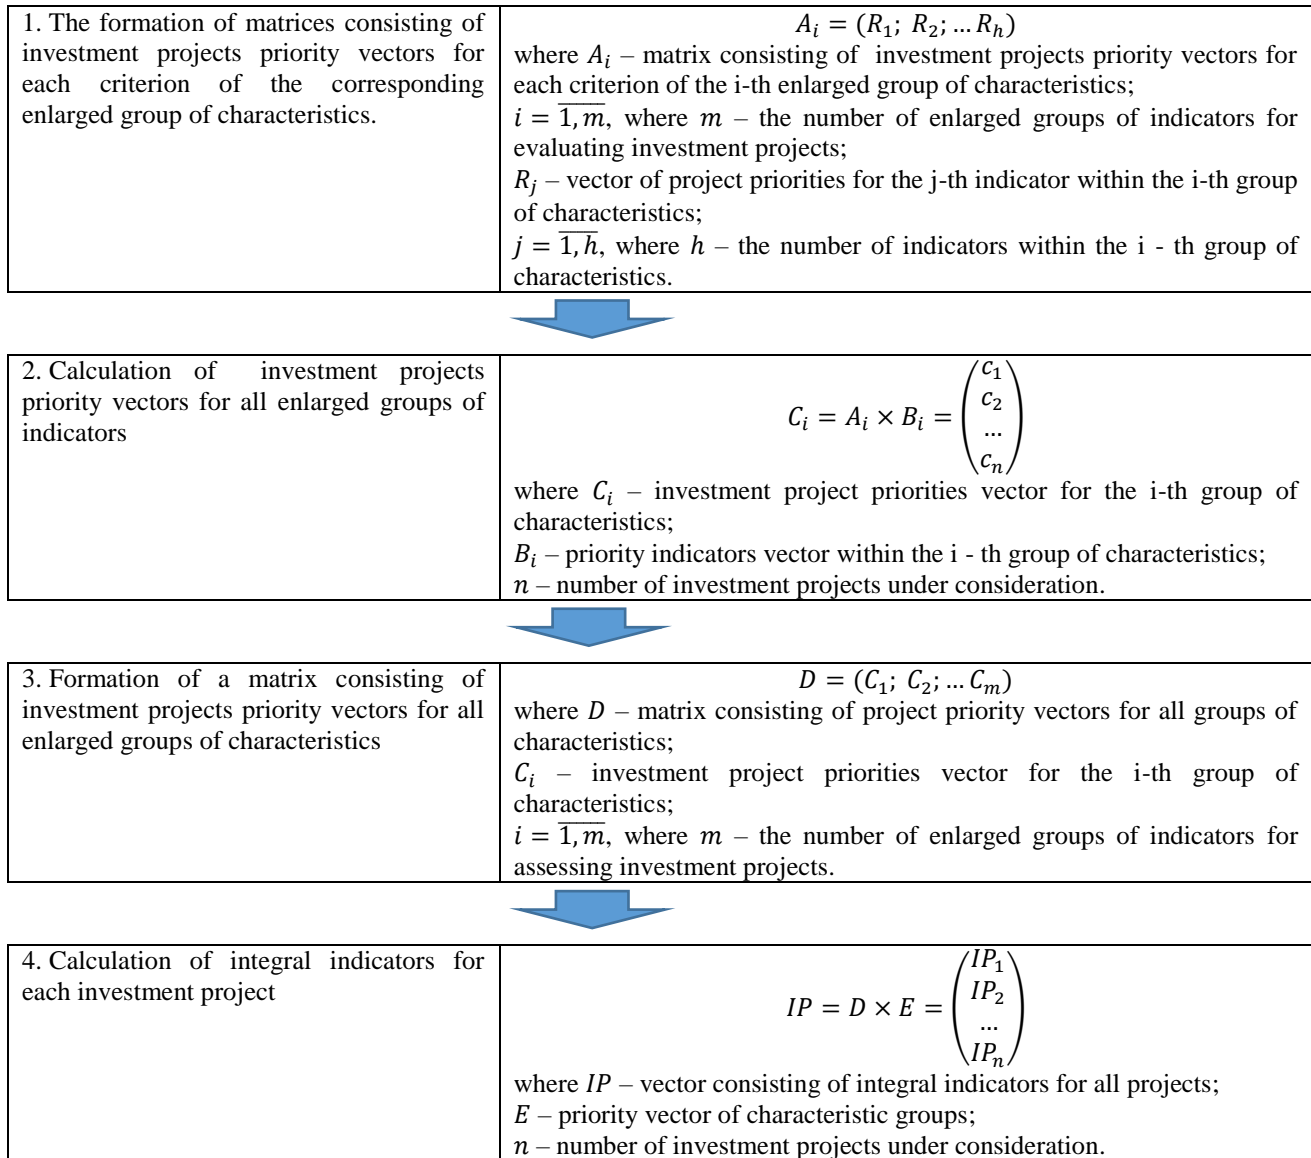 1. The formation of matrices consisting of
investment projects priority vectors for
each criterion of the corresponding
enlarged group of characteristics.
A_i = (R_1; R_2; … R_h)
where A_i – matrix consisting of investment projects priority vectors for
each criterion of the i-th enlarged group of characteristics;
i = \overline{1, m}, where m – the number of enlarged groups of indicators for
evaluating investment projects;
R_j – vector of project priorities for the j-th indicator within the i-th group
of characteristics;
j = \overline{1, h}, where h – the number of indicators within the i - th group of
characteristics.
2. Calculation of investment projects
priority vectors for all enlarged groups of
indicators
C_i = A_i × B_i = \begin{pmatrix} c_1 \\ c_2 \\ … \\ c_n \end{pmatrix}
where C_i – investment project priorities vector for the i-th group of
characteristics;
B_i – priority indicators vector within the i - th group of characteristics;
n – number of investment projects under consideration.
3. Formation of a matrix consisting of
investment projects priority vectors for all
enlarged groups of characteristics
D = (C_1; C_2; … C_m)
where D – matrix consisting of project priority vectors for all groups of
characteristics;
C_i – investment project priorities vector for the i-th group of
characteristics;
i = \overline{1, m}, where m – the number of enlarged groups of indicators for
assessing investment projects.
4. Calculation of integral indicators for
each investment project
IP = D × E = \begin{pmatrix} IP_1 \\ IP_2 \\ … \\ IP_n \end{pmatrix}
where IP – vector consisting of integral indicators for all projects;
E – priority vector of characteristic groups;
n – number of investment projects under consideration.